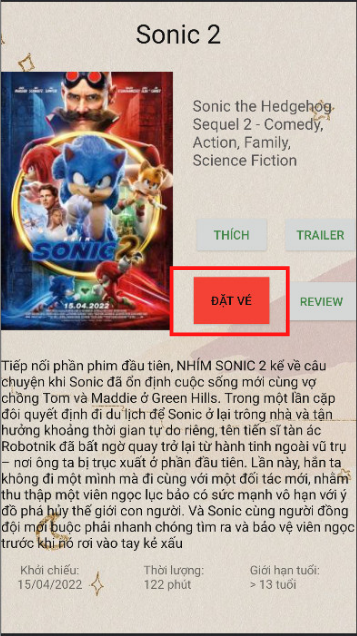 Sonic 2
Sonic the Hedgehog
Sequel 2 - Comedy,
Action, Family,
Science Fiction
SONIC 2
15.04.2022
THÍCH
TRAILER
ĐẶT VÉ
REVIEW
Tiếp nối phần phim đầu tiên, NHÍM SONIC 2 kể về câu
chuyện khi Sonic đã ổn định cuộc sống mới cùng vợ
chồng Tom và Maddie ở Green Hills. Trong một lần cặp
đôi quyết định đi du lịch để Sonic ở lại trông nhà và tận
hưởng khoảng thời gian tự do riêng, tên tiến sĩ tàn ác
Robotnik đã bất ngờ quay trở lại từ hành tinh ngoài vũ trụ
– nơi ông ta bị trục xuất ở phần đầu tiên. Lần này, hắn ta
không đi một mình mà đi cùng với một đối tác mới, nhằm
thu thập một viên ngọc lục bảo có sức mạnh vô hạn với ý
đồ phá hủy thế giới con người. Và Sonic cùng người đồng
đội mới buộc phải nhanh chóng tìm ra và bảo vệ viên ngọc
trước khi nó rơi vào tay kẻ xấu
Khởi chiếu:
15/04/2022
Thời lượng:
122 phút
Giới hạn tuổi:
> 13 tuổi